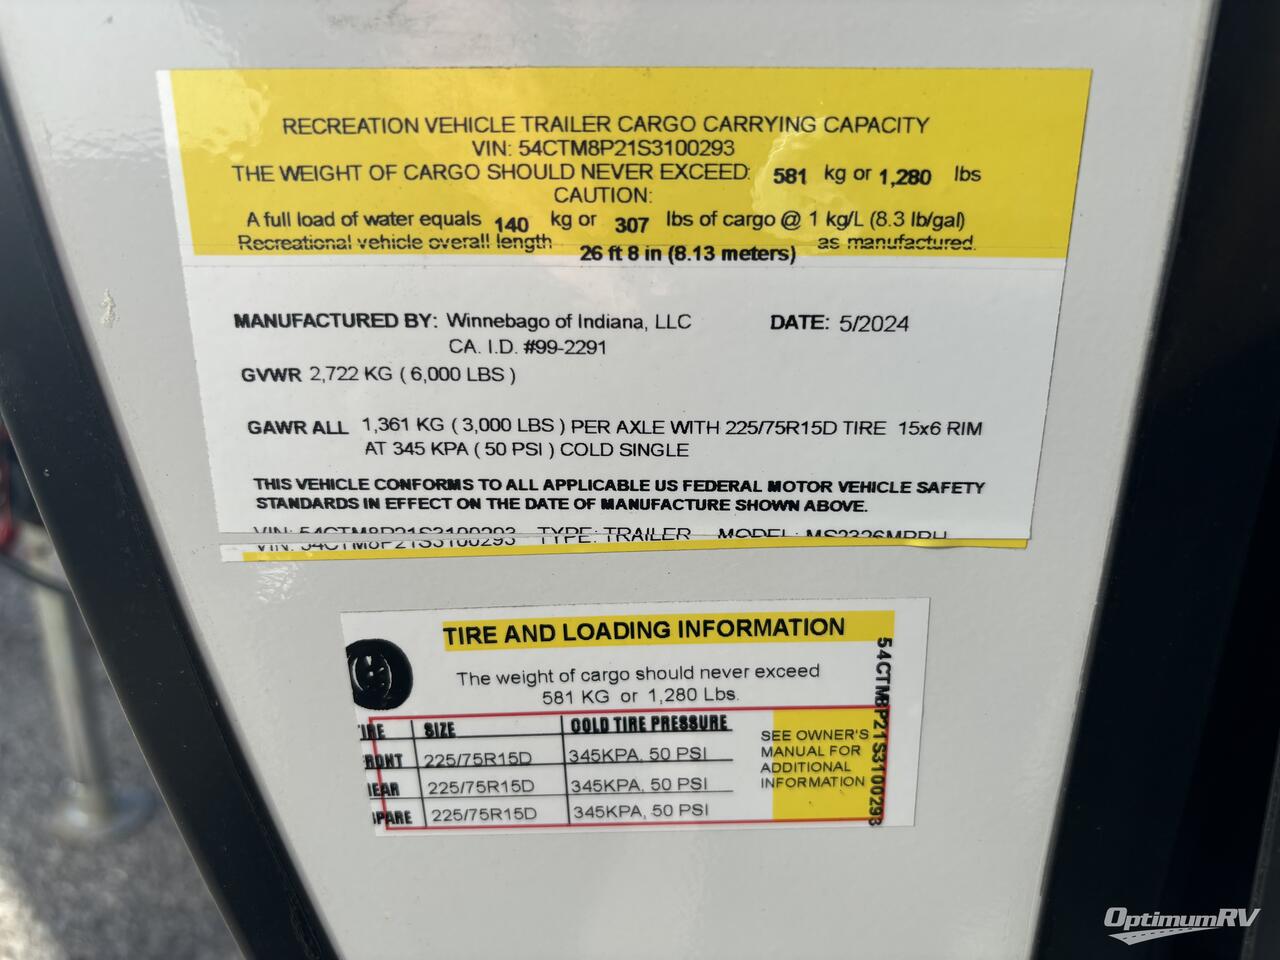 RECREATION VEHICLE TRAILER CARGO CARRYING CAPACITY
VIN: 54CTM8P21S3100293
THE WEIGHT OF CARGO SHOULD NEVER EXCEED: 581 kg or 1,280 lbs
CAUTION:
A full load of water equals 140 kg or 307 lbs of cargo @ 1 kg/L (8.3 lb/gal)
Recreational vehicle overall length 26 ft 8 in (8.13 meters) as manufactured.
MANUFACTURED BY: Winnebago of Indiana, LLC DATE: 5/2024
CA. I.D. #99-2291
GVWR 2,722 KG ( 6,000 LBS )
GAWR ALL 1,361 KG ( 3,000 LBS ) PER AXLE WITH 225/75R15D TIRE 15x6 RIM
AT 345 KPA ( 50 PSI ) COLD SINGLE
THIS VEHICLE CONFORMS TO ALL APPLICABLE US FEDERAL MOTOR VEHICLE SAFETY
STANDARDS IN EFFECT ON THE DATE OF MANUFACTURE SHOWN ABOVE.
VIN: 54CTM8P21S3100293 TYPE: TRAILER MODEL:
VIN: 54CTM8P21S3100293
TIRE AND LOADING INFORMATION
The weight of cargo should never exceed
581 KG or 1,280 Lbs.
TIRE SIZE COLD TIRE PRESSURE
FRONT 225/75R15D 345KPA, 50 PSI
REAR 225/75R15D 345KPA, 50 PSI
SPARE 225/75R15D 345KPA, 50 PSI
SEE OWNER'S
MANUAL FOR
ADDITIONAL
INFORMATION
54CTM8P21S3100293
OptimumRV